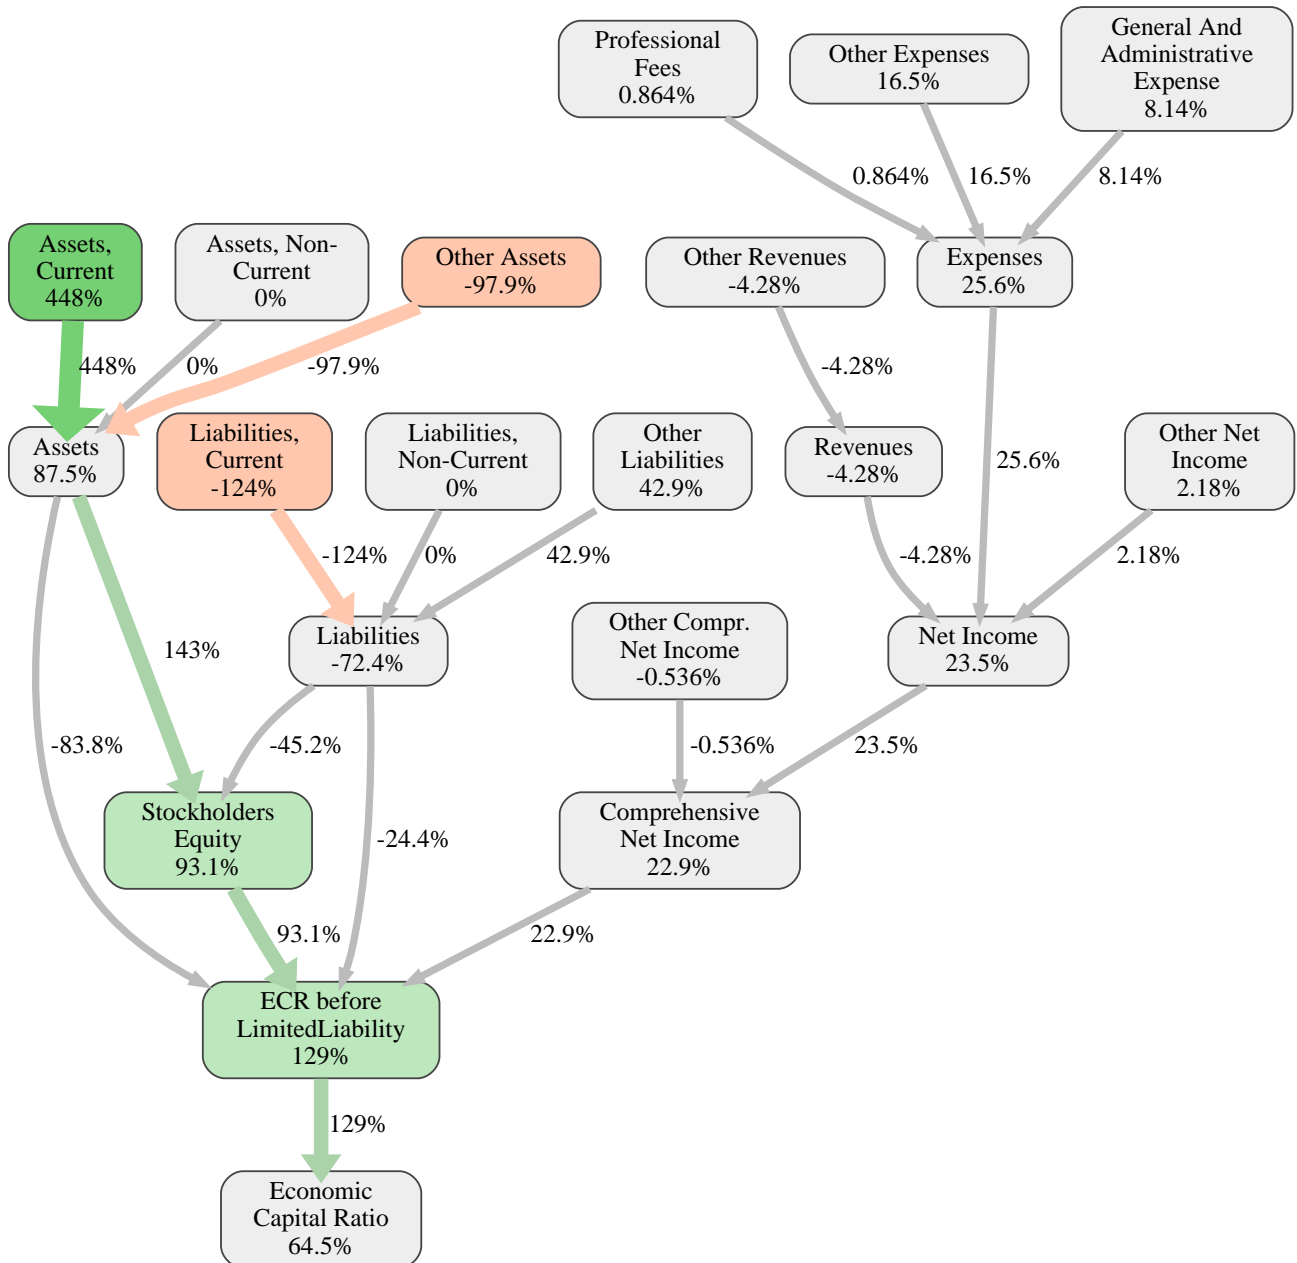 Professional
Fees
0.864%
Other Expenses
16.5%
General And
Administrative
Expense
8.14%
0.864%
16.5%
8.14%
Assets,
Current
448%
Assets, Non-
Current
0%
Other Assets
-97.9%
Other Revenues
-4.28%
Expenses
25.6%
448%
0%
-97.9%
-4.28%
Assets
87.5%
Liabilities,
Current
-124%
Liabilities,
Non-Current
0%
Other
Liabilities
42.9%
Revenues
-4.28%
25.6%
Other Net
Income
2.18%
-124%
0%
42.9%
-4.28%
2.18%
143%
Liabilities
-72.4%
Other Compr.
Net Income
-0.536%
Net Income
23.5%
-83.8%
-45.2%
-0.536%
23.5%
Stockholders
Equity
93.1%
-24.4%
Comprehensive
Net Income
22.9%
93.1%
22.9%
ECR before
LimitedLiability
129%
129%
Economic
Capital Ratio
64.5%